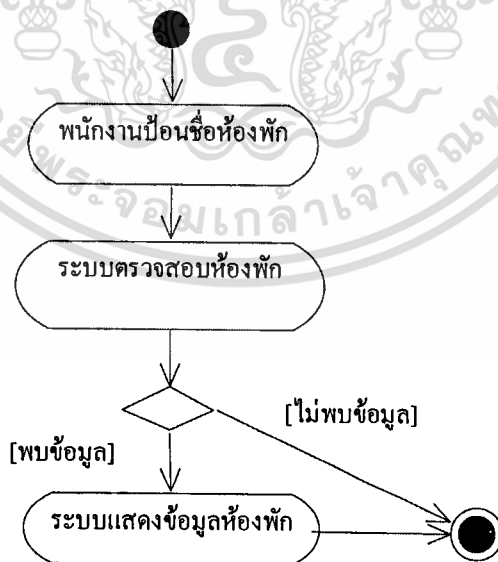 พนักงานป้อนชื่อห้องพัก
ระบบตรวจสอบห้องพัก
[ไม่พบข้อมูล]
[พบข้อมูล]
ระบบแสดงข้อมูลห้องพัก